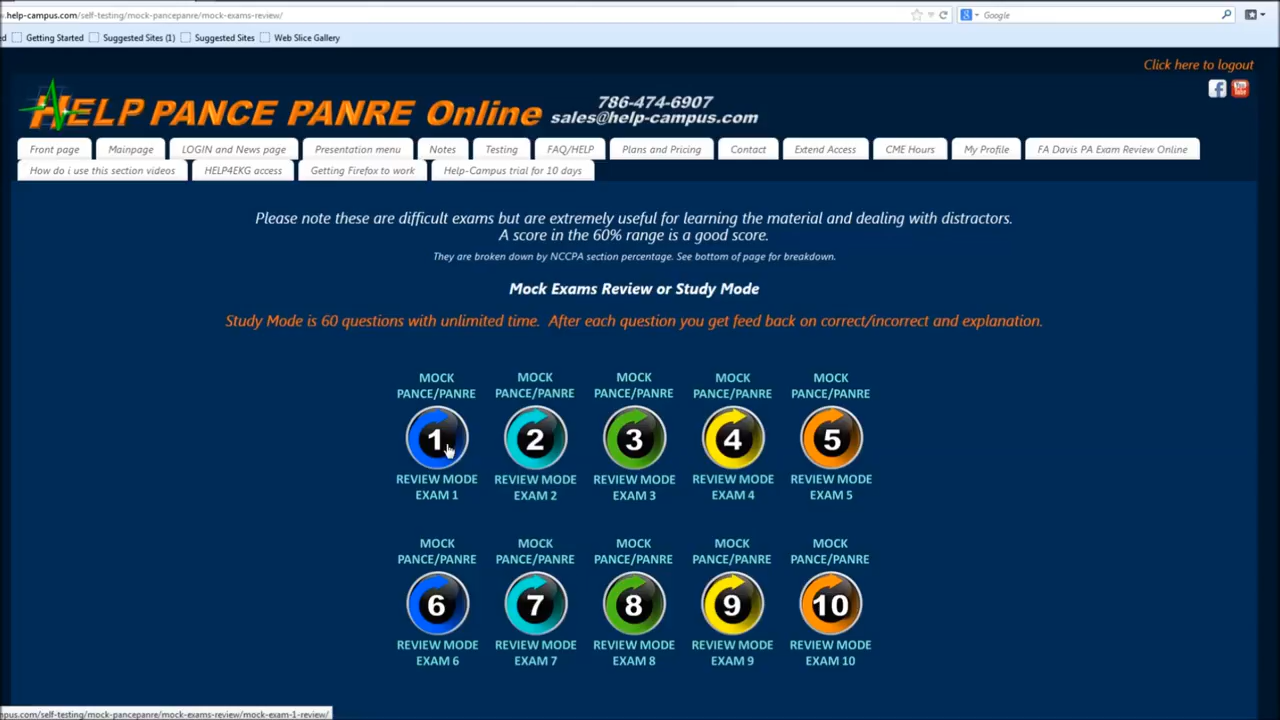 .help-campus.com/self-testing/mock-pancepanre/mock-exams-review/
Google
Getting Started Suggested Sites (1) Suggested Sites Web Slice Gallery
Click here to logout
HELP PANCE PANRE Online
786-474-6907
sales@help-campus.com
Front page Mainpage LOGIN and News page Presentation menu Notes Testing FAQ/HELP Plans and Pricing Contact Extend Access CME Hours My Profile FA Davis PA Exam Review Online
How do i use this section videos HELP4EKG access Getting Firefox to work Help-Campus trial for 10 days
Please note these are difficult exams but are extremely useful for learning the material and dealing with distractors.
A score in the 60% range is a good score.
They are broken down by NCCPA section percentage. See bottom of page for breakdown.
Mock Exams Review or Study Mode
Study Mode is 60 questions with unlimited time. After each question you get feed back on correct/incorrect and explanation.
MOCK MOCK MOCK MOCK MOCK
PANCE/PANRE PANCE/PANRE PANCE/PANRE PANCE/PANRE PANCE/PANRE
1 2 3 4 5
REVIEW MODE REVIEW MODE REVIEW MODE REVIEW MODE REVIEW MODE
EXAM 1 EXAM 2 EXAM 3 EXAM 4 EXAM 5
MOCK MOCK MOCK MOCK MOCK
PANCE/PANRE PANCE/PANRE PANCE/PANRE PANCE/PANRE PANCE/PANRE
6 7 8 9 10
REVIEW MODE REVIEW MODE REVIEW MODE REVIEW MODE REVIEW MODE
EXAM 6 EXAM 7 EXAM 8 EXAM 9 EXAM 10
mpus.com/self-testing/mock-pancepanre/mock-exams-review/mock-exam-1-review/